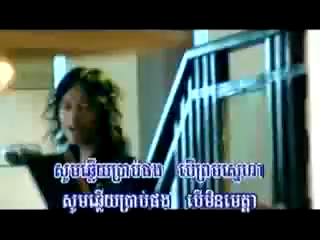 សូមឆ្លើយប្រាប់ផង បើព្រមស្នេហា
សូមឆ្លើយប្រាប់ផង បើមិនមេត្តា